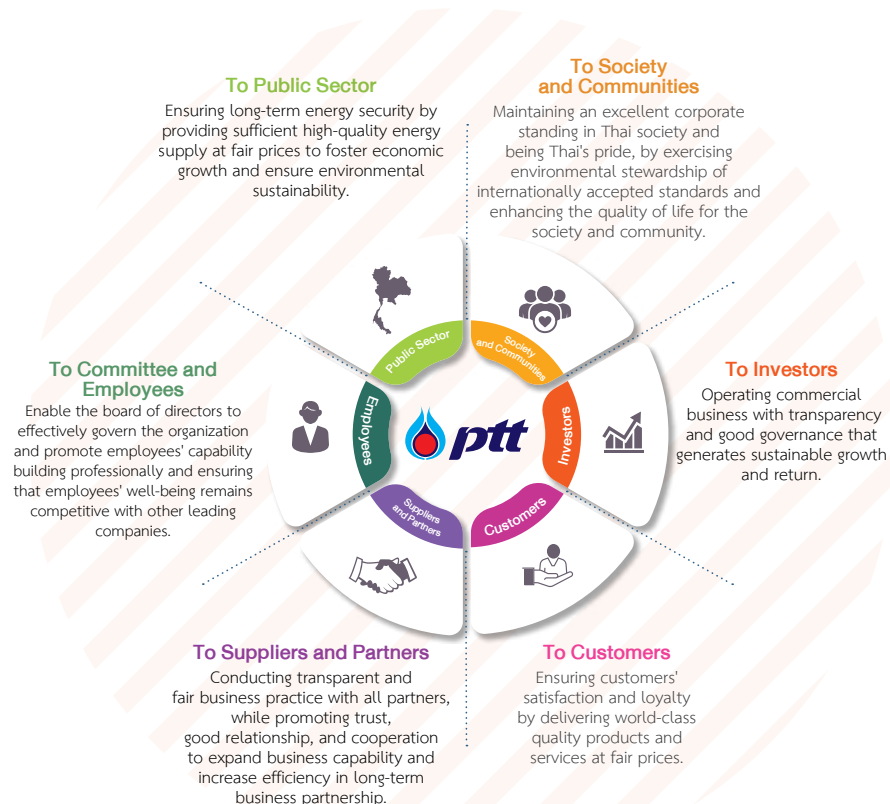 To Public Sector
Ensuring long-term energy security by
providing sufficient high-quality energy
supply at fair prices to foster economic
growth and ensure environmental
sustainability.
To Society
and Communities
Maintaining an excellent corporate
standing in Thai society and
being Thai's pride, by exercising
environmental stewardship of
internationally accepted standards and
enhancing the quality of life for the
society and community.
Public Sector
Society
and Communities
To Committee and
Employees
Enable the board of directors to
effectively govern the organization
and promote employees' capability
building professionally and ensuring
that employees' well-being remains
competitive with other leading
companies.
Employees
ptt
Investors
To Investors
Operating commercial
business with transparency
and good governance that
generates sustainable growth
and return.
Suppliers
and Partners
Customers
To Suppliers and Partners
Conducting transparent and
fair business practice with all partners,
while promoting trust,
good relationship, and cooperation
to expand business capability and
increase efficiency in long-term
business partnership.
To Customers
Ensuring customers'
satisfaction and loyalty
by delivering world-class
quality products and
services at fair prices.